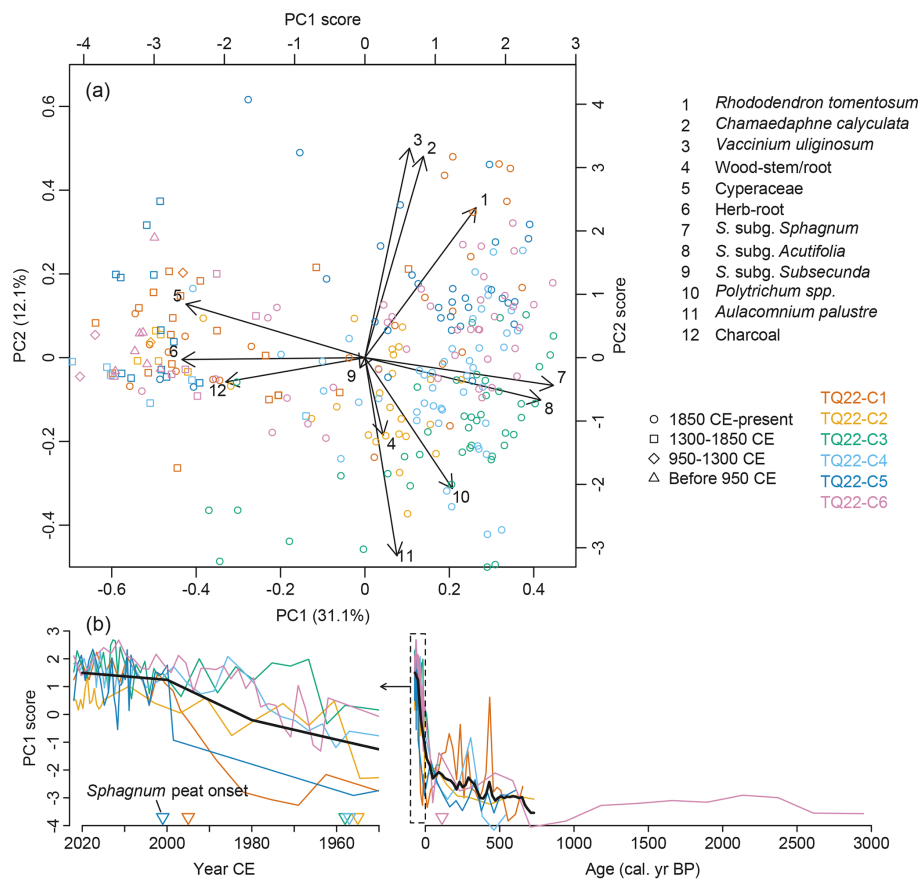 PC1 score
-4 -3 -2 -1 0 1 2 3
(a)
PC2 (12.1%)
0.6
0.4
0.2
0
-0.2
-0.4
4
3
2
1
0
-1
-2
-3
PC2 score
3
2
1
5
6
12
9
4
7
8
10
11
-0.6 -0.4 -0.2 0 0.2 0.4
PC1 (31.1%)
1 Rhododendron tomentosum
2 Chamaedaphne calyculata
3 Vaccinium uliginosum
4 Wood-stem/root
5 Cyperaceae
6 Herb-root
7 S. subg. Sphagnum
8 S. subg. Acutifolia
9 S. subg. Subsecunda
10 Polytrichum spp.
11 Aulacomnium palustre
12 Charcoal
1850 CE-present
1300-1850 CE
950-1300 CE
Before 950 CE
TQ22-C1
TQ22-C2
TQ22-C3
TQ22-C4
TQ22-C5
TQ22-C6
(b)
PC1 score
3
2
1
0
-1
-2
-3
-4
Sphagnum peat onset
2020 2000 1980 1960
Year CE
0 500 1000 1500 2000 2500 3000
Age (cal. yr BP)